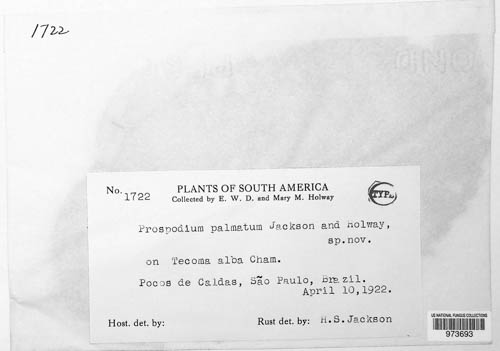 1722
No. 1722
PLANTS OF SOUTH AMERICA
Collected by E. W. D. and Mary M. Holway
TYPE
Prospodium palmatum Jackson and Holway,
sp.nov.
on Tecoma alba Cham.
Pocos de Caldas, São Paulo, Brazil.
April 10,1922.
Host. det. by:
Rust det. by: H.S.Jackson
US NATIONAL FUNGUS COLLECTIONS
973693